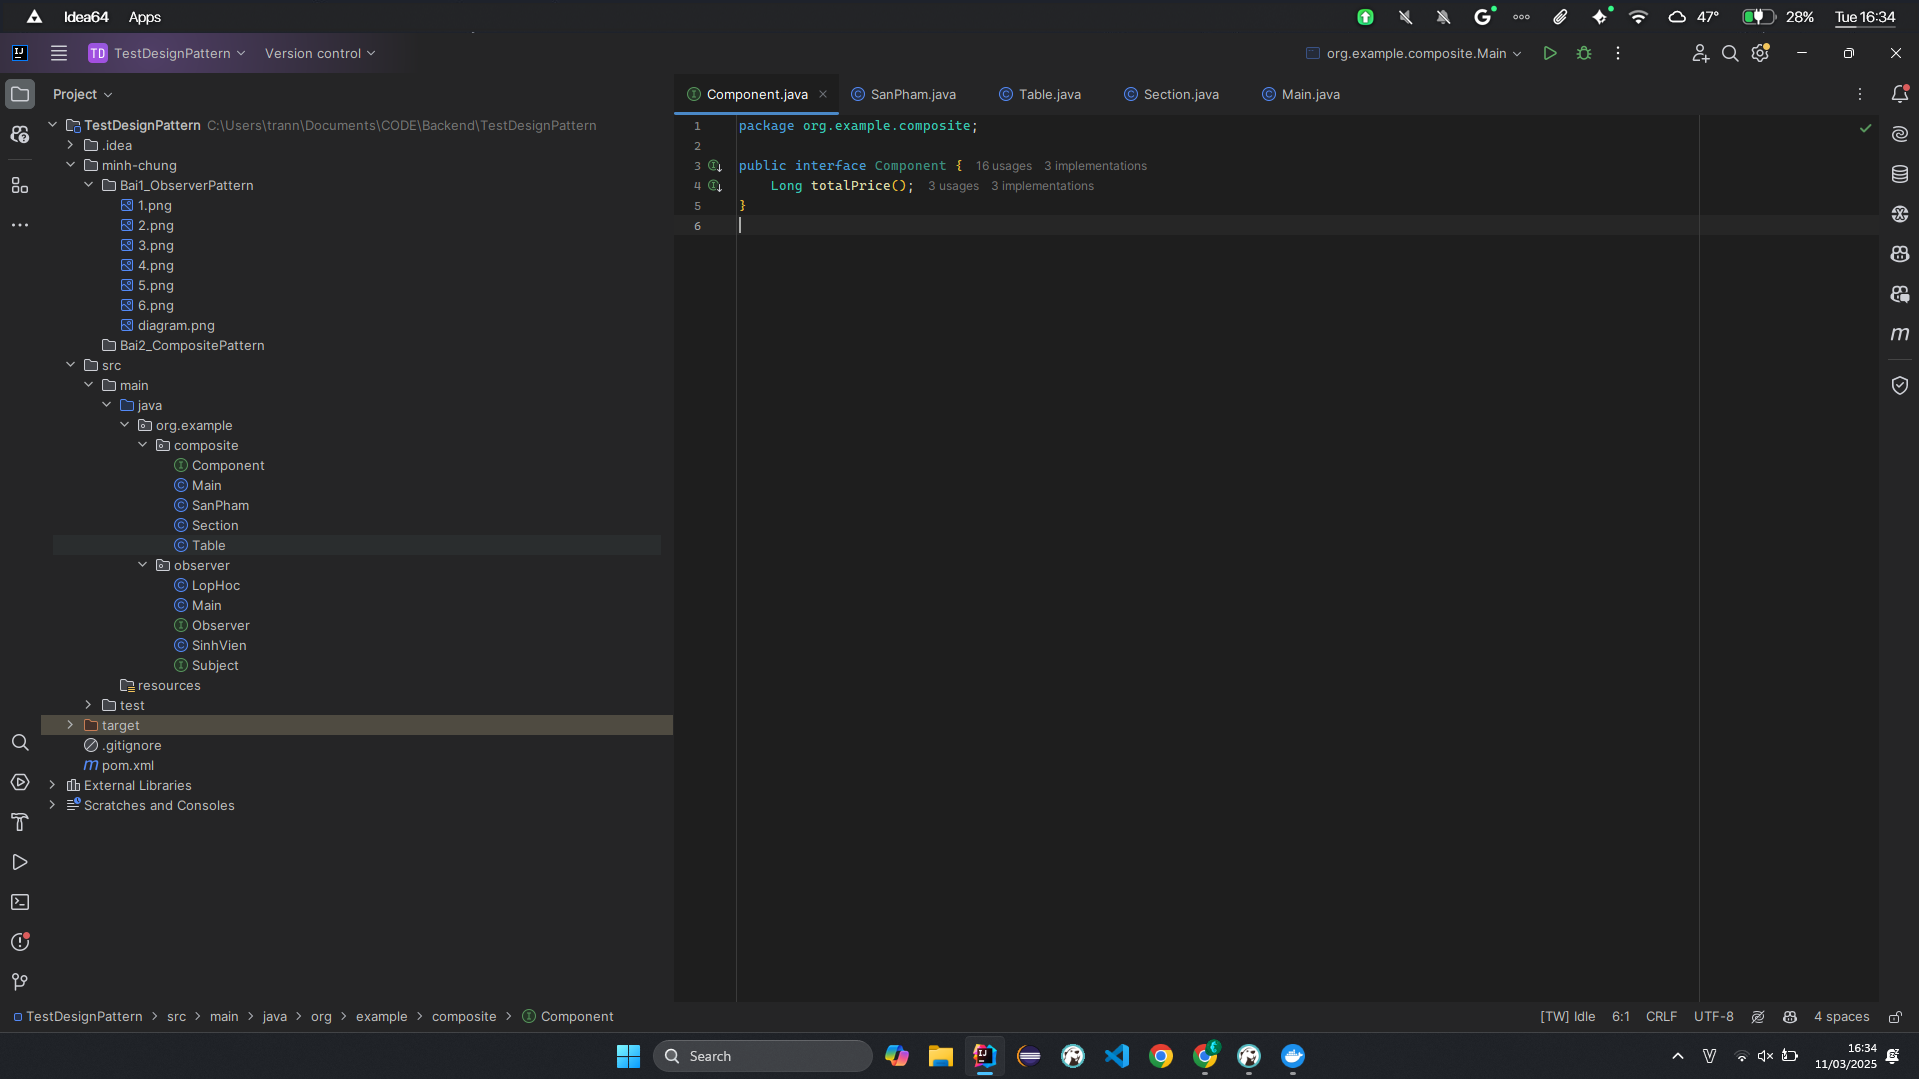 Idea64 Apps 47° 28% Tue 16:34
TD TestDesignPattern Version control org.example.composite.Main
Project
Component.java SanPham.java Table.java Section.java Main.java
TestDesignPattern C:\Users\trann\Documents\CODE\Backend\TestDesignPattern
.idea
minh-chung
Bai1_ObserverPattern
1.png
2.png
3.png
4.png
5.png
6.png
diagram.png
Bai2_CompositePattern
src
main
java
org.example
composite
Component
Main
SanPham
Section
Table
observer
LopHoc
Main
Observer
SinhVien
Subject
resources
test
target
.gitignore
pom.xml
External Libraries
Scratches and Consoles
1 package org.example.composite;
2
3 public interface Component { 16 usages 3 implementations
4 Long totalPrice(); 3 usages 3 implementations
5 }
6
TestDesignPattern > src > main > java > org > example > composite > Component [TW] Idle 6:1 CRLF UTF-8 4 spaces
Search
16:34
11/03/2025